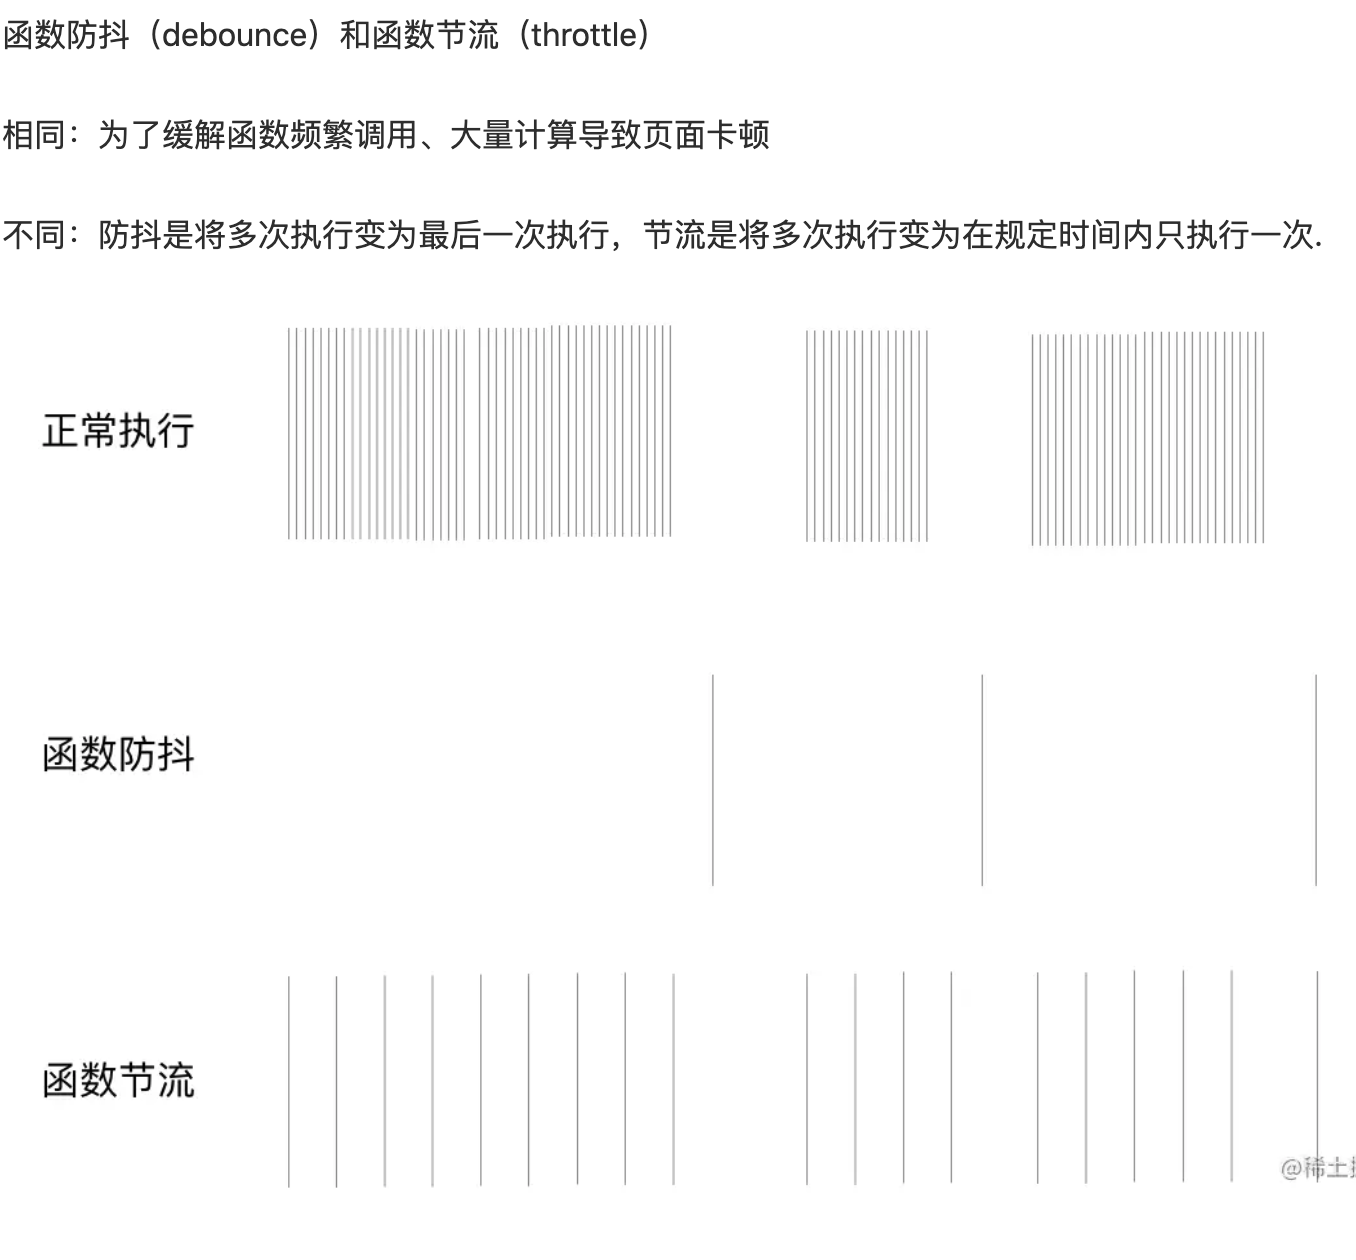 函数防抖（debounce）和函数节流（throttle）
相同：为了缓解函数频繁调用、大量计算导致页面卡顿
不同：防抖是将多次执行变为最后一次执行，节流是将多次执行变为在规定时间内只执行一次.
正常执行
函数防抖
函数节流
@稀土